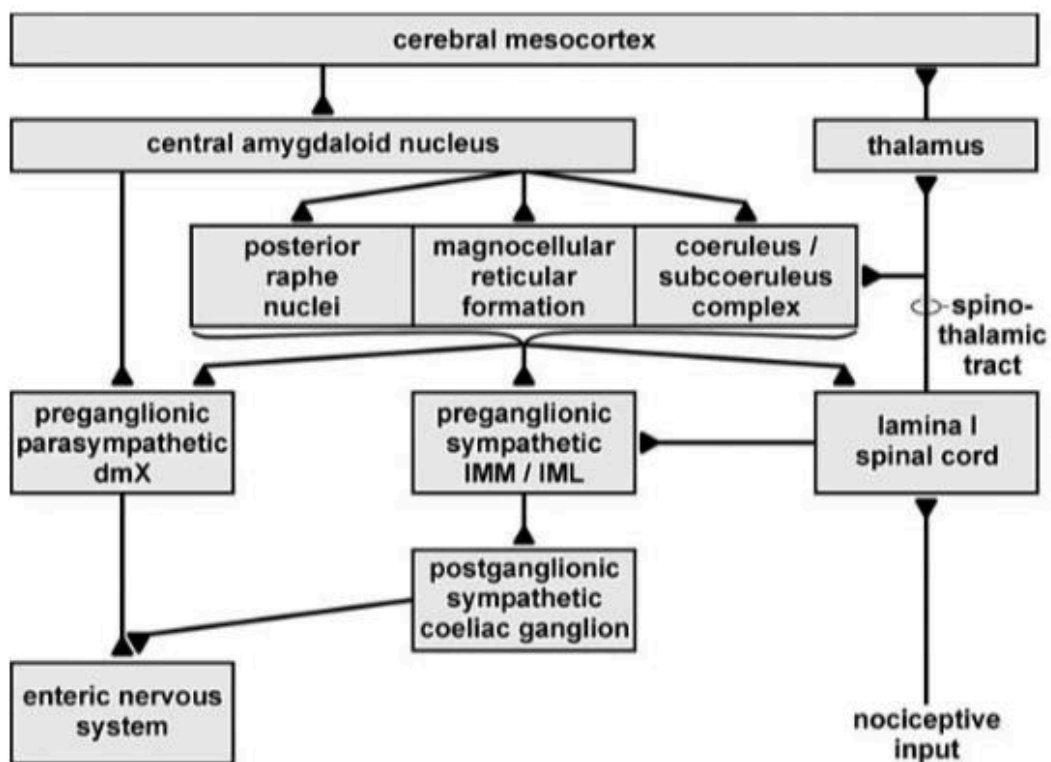 cerebral mesocortex
central amygdaloid nucleus
thalamus
posterior
raphe
nuclei
magnocellular
reticular
formation
coeruleus /
subcoeruleus
complex
spino-
thalamic
tract
preganglionic
parasympathetic
dmX
preganglionic
sympathetic
IMM / IML
lamina I
spinal cord
postganglionic
sympathetic
coeliac ganglion
enteric nervous
system
nociceptive
input